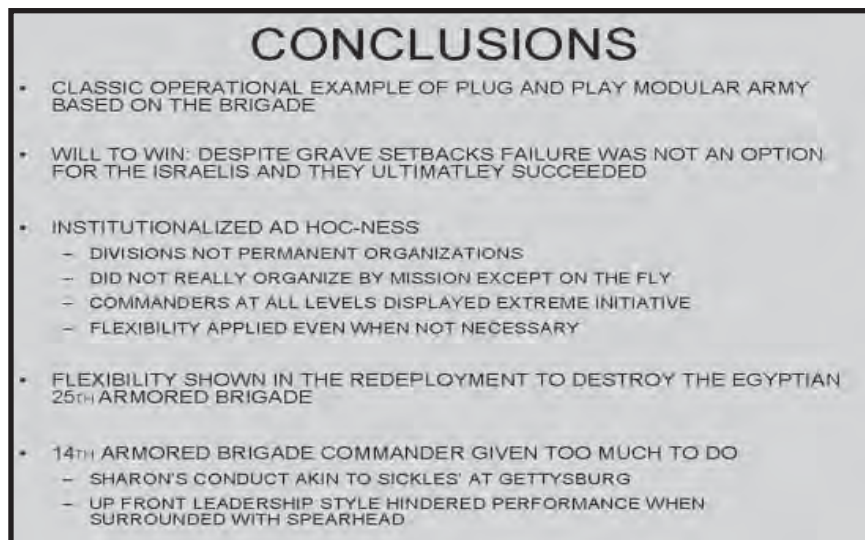 CONCLUSIONS
• CLASSIC OPERATIONAL EXAMPLE OF PLUG AND PLAY MODULAR ARMY
BASED ON THE BRIGADE
• WILL TO WIN: DESPITE GRAVE SETBACKS FAILURE WAS NOT AN OPTION
FOR THE ISRAELIS AND THEY ULTIMATLEY SUCCEEDED
• INSTITUTIONALIZED AD HOC-NESS
– DIVISIONS NOT PERMANENT ORGANIZATIONS
– DID NOT REALLY ORGANIZE BY MISSION EXCEPT ON THE FLY
– COMMANDERS AT ALL LEVELS DISPLAYED EXTREME INITIATIVE
– FLEXIBILITY APPLIED EVEN WHEN NOT NECESSARY
• FLEXIBILITY SHOWN IN THE REDEPLOYMENT TO DESTROY THE EGYPTIAN
25TH ARMORED BRIGADE
• 14TH ARMORED BRIGADE COMMANDER GIVEN TOO MUCH TO DO
– SHARON'S CONDUCT AKIN TO SICKLES' AT GETTYSBURG
– UP FRONT LEADERSHIP STYLE HINDERED PERFORMANCE WHEN
SURROUNDED WITH SPEARHEAD